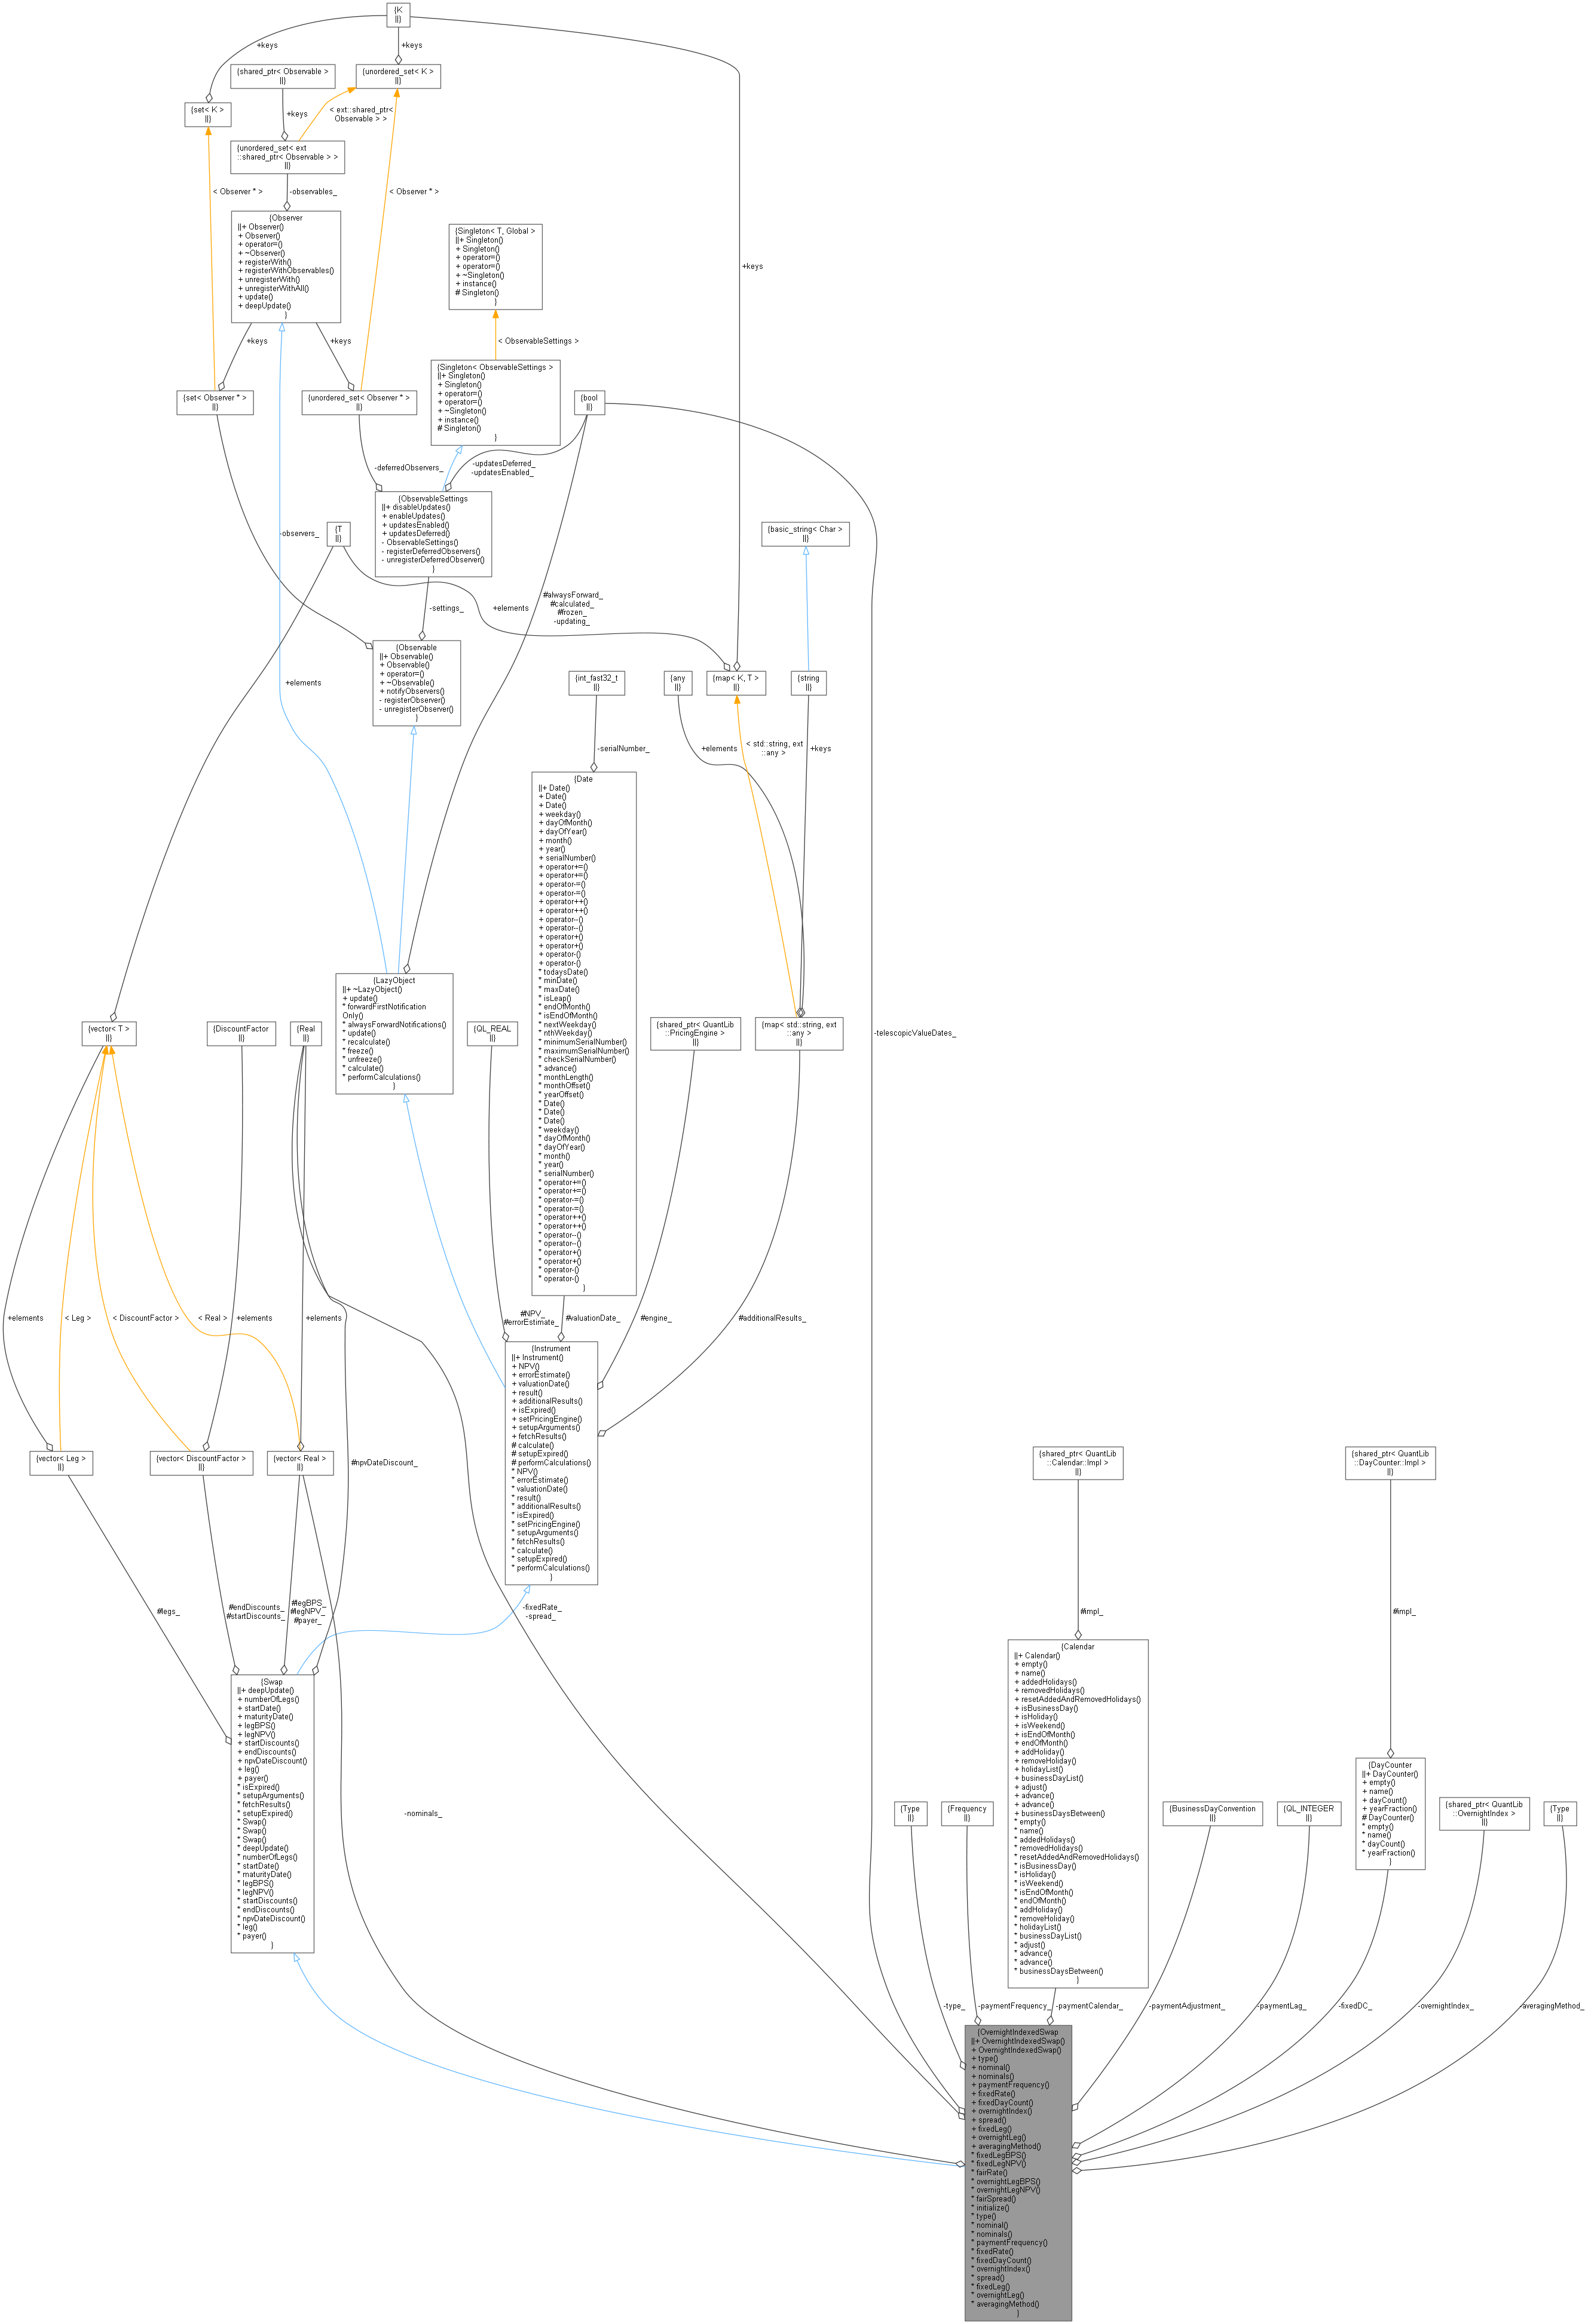 {K
||}
+keys
+keys
{shared_ptr< Observable >
||}
{unordered_set< K >
||}
{set< K >
||}
+keys
< ext::shared_ptr<
Observable > >
{unordered_set< ext
::shared_ptr< Observable > >
||}
< Observer * >
-observables_
< Observer * >
{Observer
||+ Observer()
+ Observer()
+ operator=()
+ ~Observer()
+ registerWith()
+ registerWithObservables()
+ unregisterWith()
+ unregisterWithAll()
+ update()
+ deepUpdate()
}
{Singleton< T, Global >
||+ Singleton()
+ Singleton()
+ operator=()
+ operator=()
+ ~Singleton()
+ instance()
# Singleton()
}
+keys
+keys
+keys
< ObservableSettings >
{set< Observer * >
||}
{unordered_set< Observer * >
||}
{Singleton< ObservableSettings >
||+ Singleton()
+ Singleton()
+ operator=()
+ operator=()
+ ~Singleton()
+ instance()
# Singleton()
}
{bool
||}
-deferredObservers_
-updatesDeferred_
-updatesEnabled_
{ObservableSettings
||+ disableUpdates()
+ enableUpdates()
+ updatesEnabled()
+ updatesDeferred()
- ObservableSettings()
- registerDeferredObservers()
- unregisterDeferredObserver()
}
-observers_
{T
||}
{basic_string< Char >
||}
-settings_
+elements
#alwaysForward_
#calculated_
#frozen_
-updating_
{Observable
||+ Observable()
+ Observable()
+ operator=()
+ ~Observable()
+ notifyObservers()
- registerObserver()
- unregisterObserver()
}
+elements
{int_fast32_t
||}
{any
||}
{map< K, T >
||}
{string
||}
-serialNumber_
+elements
< std::string, ext
::any >
+keys
{Date
||+ Date()
+ Date()
+ Date()
+ weekday()
+ dayOfMonth()
+ dayOfYear()
+ month()
+ year()
+ serialNumber()
+ operator+=()
+ operator+=()
+ operator-=()
+ operator-=()
+ operator++()
+ operator++()
+ operator--()
+ operator--()
+ operator+()
+ operator+()
+ operator-()
+ operator-()
* todaysDate()
* minDate()
* maxDate()
* isLeap()
* endOfMonth()
* isEndOfMonth()
* nextWeekday()
* nthWeekday()
* minimumSerialNumber()
* maximumSerialNumber()
* checkSerialNumber()
* advance()
* monthLength()
* monthOffset()
* yearOffset()
* Date()
* Date()
* Date()
* weekday()
* dayOfMonth()
* dayOfYear()
* month()
* year()
* serialNumber()
* operator+=()
* operator+=()
* operator-=()
* operator-=()
* operator++()
* operator++()
* operator--()
* operator--()
* operator+()
* operator+()
* operator-()
* operator-()
}
{LazyObject
||+ ~LazyObject()
+ update()
* forwardFirstNotification
Only()
* alwaysForwardNotifications()
* update()
* recalculate()
* freeze()
* unfreeze()
* calculate()
* performCalculations()
}
{vector< T >
||}
{DiscountFactor
||}
{Real
||}
{QL_REAL
||}
{shared_ptr< QuantLib
::PricingEngine >
||}
{map< std::string, ext
::any >
||}
-telescopicValueDates_
+elements
< Leg >
< DiscountFactor >
+elements
< Real >
+elements
#NPV_
#errorEstimate_
#valuationDate_
#engine_
#additionalResults_
{Instrument
||+ Instrument()
+ NPV()
+ errorEstimate()
+ valuationDate()
+ result()
+ additionalResults()
+ isExpired()
+ setPricingEngine()
+ setupArguments()
+ fetchResults()
# calculate()
# setupExpired()
# performCalculations()
* NPV()
* errorEstimate()
* valuationDate()
* result()
* additionalResults()
* isExpired()
* setPricingEngine()
* setupArguments()
* fetchResults()
* calculate()
* setupExpired()
* performCalculations()
}
{vector< Leg >
||}
{vector< DiscountFactor >
||}
{vector< Real >
||}
#npvDateDiscount_
{shared_ptr< QuantLib
::Calendar::Impl >
||}
{shared_ptr< QuantLib
::DayCounter::Impl >
||}
#legs_
#endDiscounts_
#startDiscounts_
#legBPS_
#legNPV_
#payer_
-fixedRate_
-spread_
#impl_
#impl_
{Swap
||+ deepUpdate()
+ numberOfLegs()
+ startDate()
+ maturityDate()
+ legBPS()
+ legNPV()
+ startDiscounts()
+ endDiscounts()
+ npvDateDiscount()
+ leg()
+ payer()
* isExpired()
* setupArguments()
* fetchResults()
* setupExpired()
* Swap()
* Swap()
* Swap()
* deepUpdate()
* numberOfLegs()
* startDate()
* maturityDate()
* legBPS()
* legNPV()
* startDiscounts()
* endDiscounts()
* npvDateDiscount()
* leg()
* payer()
}
-nominals_
{Type
||}
{Frequency
||}
{Calendar
||+ Calendar()
+ empty()
+ name()
+ addedHolidays()
+ removedHolidays()
+ resetAddedAndRemovedHolidays()
+ isBusinessDay()
+ isHoliday()
+ isWeekend()
+ isEndOfMonth()
+ endOfMonth()
+ addHoliday()
+ removeHoliday()
+ holidayList()
+ businessDayList()
+ adjust()
+ advance()
+ advance()
+ businessDaysBetween()
* empty()
* name()
* addedHolidays()
* removedHolidays()
* resetAddedAndRemovedHolidays()
* isBusinessDay()
* isHoliday()
* isWeekend()
* isEndOfMonth()
* endOfMonth()
* addHoliday()
* removeHoliday()
* holidayList()
* businessDayList()
* adjust()
* advance()
* advance()
* businessDaysBetween()
}
{BusinessDayConvention
||}
{QL_INTEGER
||}
{DayCounter
||+ DayCounter()
+ empty()
+ name()
+ dayCount()
+ yearFraction()
# DayCounter()
* empty()
* name()
* dayCount()
* yearFraction()
}
{shared_ptr< QuantLib
::OvernightIndex >
||}
{Type
||}
-type_
-paymentFrequency_
-paymentCalendar_
-paymentAdjustment_
-paymentLag_
-fixedDC_
-overnightIndex_
-averagingMethod_
{OvernightIndexedSwap
||+ OvernightIndexedSwap()
+ OvernightIndexedSwap()
+ type()
+ nominal()
+ nominals()
+ paymentFrequency()
+ fixedRate()
+ fixedDayCount()
+ overnightIndex()
+ spread()
+ fixedLeg()
+ overnightLeg()
+ averagingMethod()
* fixedLegBPS()
* fixedLegNPV()
* fairRate()
* overnightLegBPS()
* overnightLegNPV()
* fairSpread()
* initialize()
* type()
* nominal()
* nominals()
* paymentFrequency()
* fixedRate()
* fixedDayCount()
* overnightIndex()
* spread()
* fixedLeg()
* overnightLeg()
* averagingMethod()
}